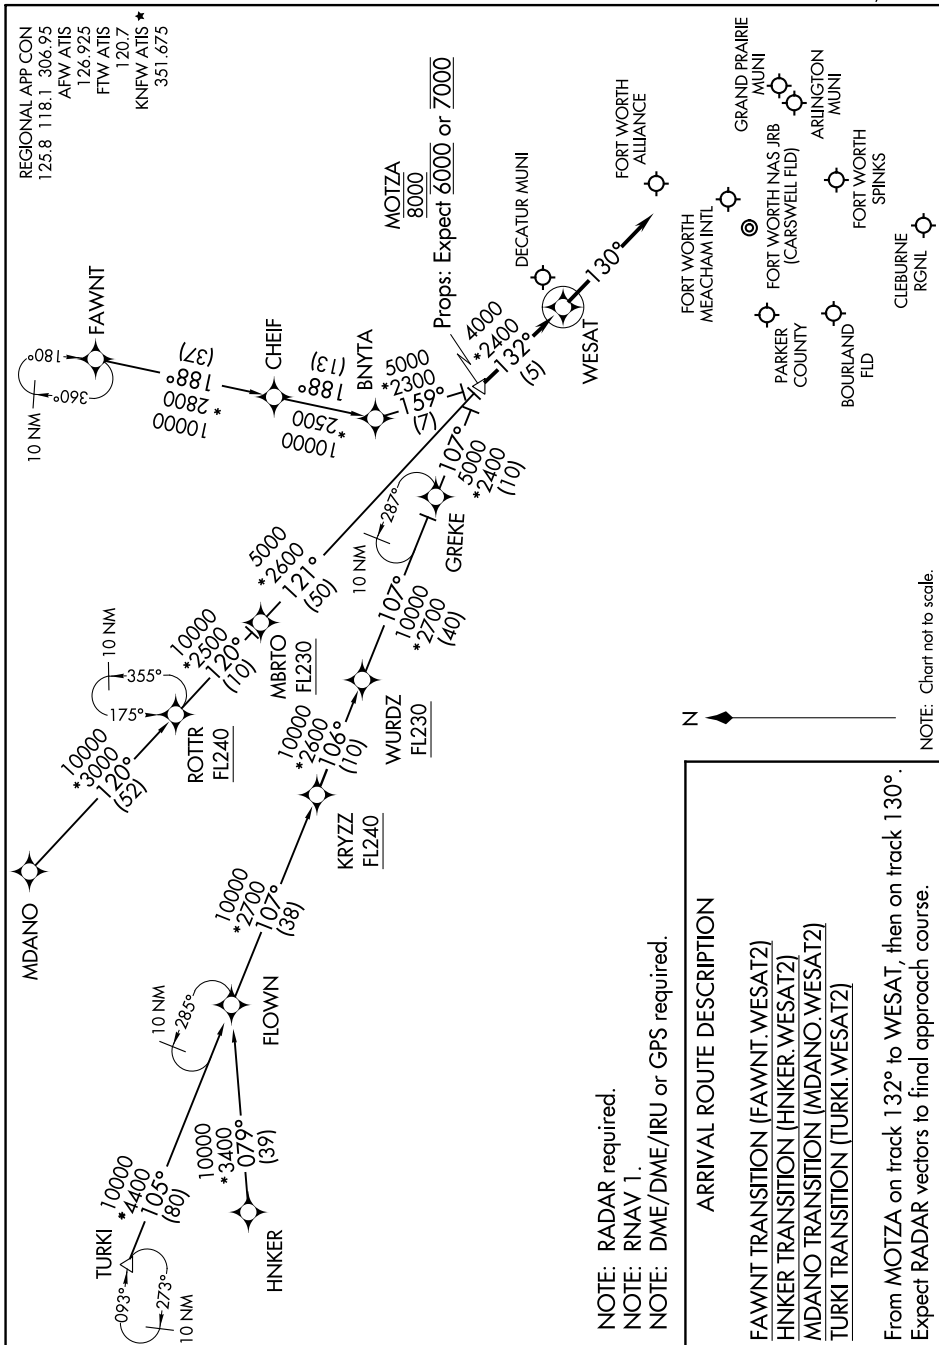 REGIONAL APP CON
125.8 118.1 306.95
AFW ATIS
126.925
FTW ATIS
120.7
KNFW ATIS ★
351.675
MOTZA
8000
Props: Expect 6000 or 7000
10 NM
180°
360°
FAWNT
10000
*2800
188°
(37)
CHEIF
10000
*2500
188°
(13)
BNYTA
5000
*2300
159°
(7)
4000
*2400
132°
(5)
WESAT
130°
DECATUR MUNI
FORT WORTH
ALLIANCE
FORT WORTH
MEACHAM INTL
GRAND PRAIRIE
MUNI
ARLINGTON
MUNI
FORT WORTH NAS JRB
(CARSWELL FLD)
FORT WORTH
SPINKS
PARKER
COUNTY
BOURLAND
FLD
CLEBURNE
RGNL
MDANO
10000
*3000
120°
(52)
10 NM
355°
175°
ROTTR
FL240
10000
*2500
120°
(10)
MBRTO
FL230
5000
*2600
121°
(50)
TURKI
093°
273°
10 NM
10000
*4400
105°
(80)
HNKER
10000
*3400
079°
(39)
10 NM
285°
FLOWN
10000
*2700
107°
(38)
KRYZZ
FL240
10000
*2600
106°
(10)
WURDZ
FL230
10000
*2700
107°
(40)
10 NM
287°
GREKE
107°
5000
*2400
(10)
N
NOTE: Chart not to scale.
NOTE: RADAR required.
NOTE: RNAV 1.
NOTE: DME/DME/IRU or GPS required.
ARRIVAL ROUTE DESCRIPTION
FAWNT TRANSITION (FAWNT.WESAT2)
HNKER TRANSITION (HNKER.WESAT2)
MDANO TRANSITION (MDANO.WESAT2)
TURKI TRANSITION (TURKI.WESAT2)
From MOTZA on track 132° to WESAT, then on track 130°.
Expect RADAR vectors to final approach course.